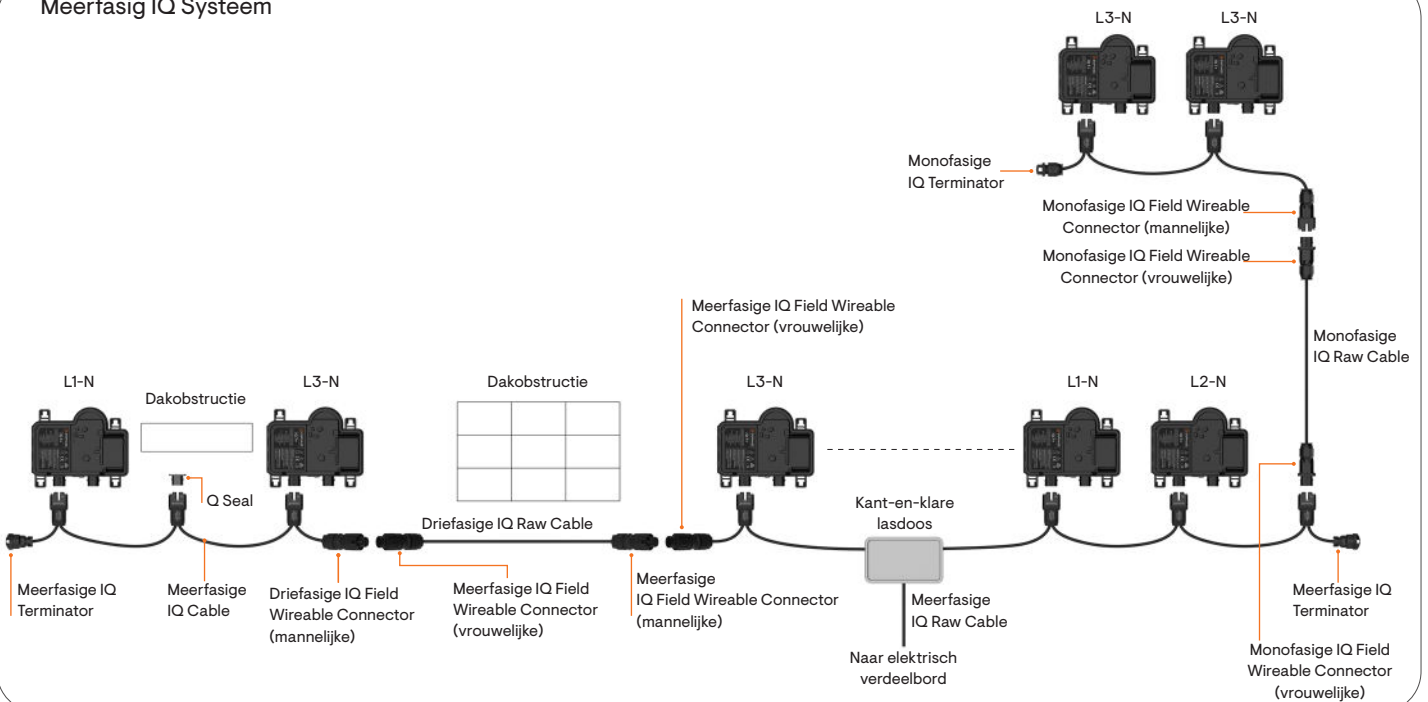 Meerfasig IQ Systeem
L3-N
L3-N
Monofasige
IQ Terminator
Monofasige IQ Field Wireable
Connector (mannelijke)
Monofasige IQ Field Wireable
Connector (vrouwelijke)
Monofasige
IQ Raw Cable
Meerfasige IQ Field Wireable
Connector (vrouwelijke)
L1-N
Dakobstructie
L3-N
Dakobstructie
L3-N
L1-N
L2-N
Q Seal
Driefasige IQ Raw Cable
Kant-en-klare
lasdoos
Meerfasige IQ
Terminator
Meerfasige
IQ Cable
Driefasige IQ Field
Wireable Connector
(mannelijke)
Meerfasige IQ Field
Wireable Connector
(vrouwelijke)
Meerfasige
IQ Field Wireable Connector
(mannelijke)
Meerfasige
IQ Raw Cable
Naar elektrisch
verdeelbord
Meerfasige IQ
Terminator
Monofasige IQ Field
Wireable Connector
(vrouwelijke)